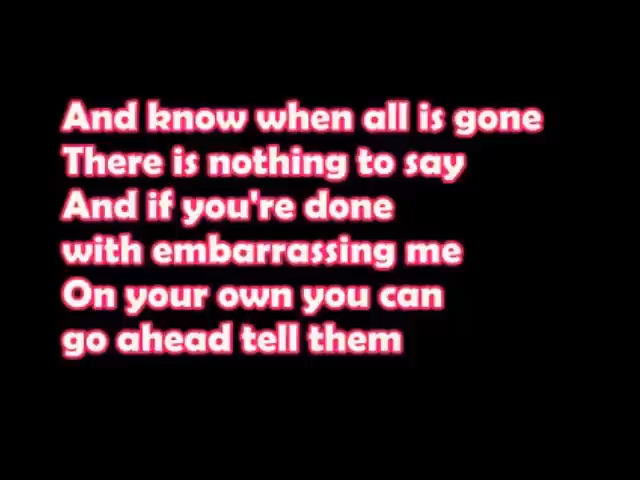 And know when all is gone
There is nothing to say
And if you're done
with embarrassing me
On your own you can
go ahead tell them